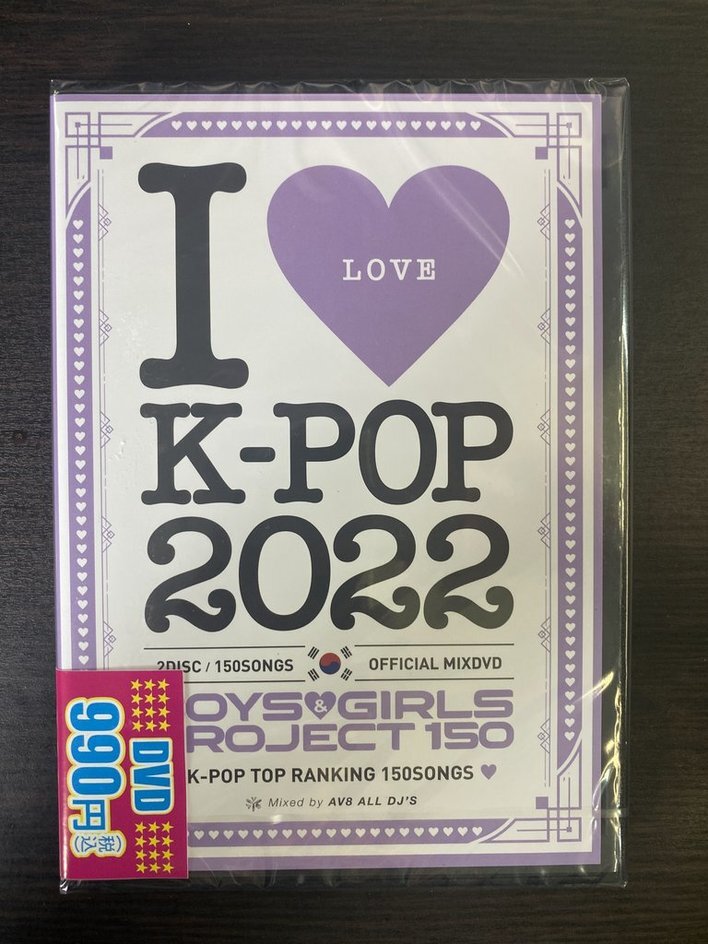 I LOVE
K-POP
2022
2DISC / 150SONGS OFFICIAL MIXDVD
OYS & GIRLS
ROJECT 150
K-POP TOP RANKING 150SONGS
Mixed by AV8 ALL DJ'S
DVD
990円(税込)